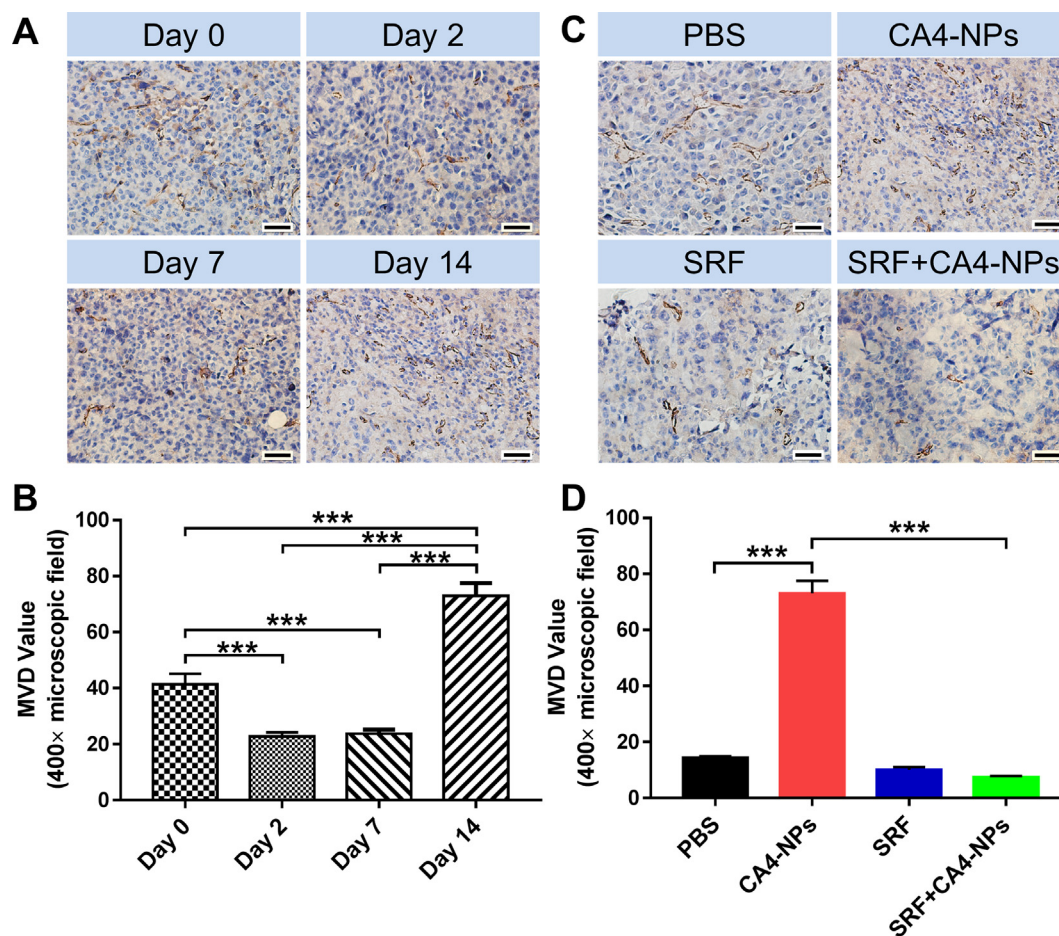 A
Day 0
Day 2
Day 7
Day 14
C
PBS
CA4-NPs
SRF
SRF+CA4-NPs
B
MVD Value
(400× microscopic field)
100
80
60
40
20
0
***
***
***
***
***
Day 0
Day 2
Day 7
Day 14
D
MVD Value
(400× microscopic field)
100
80
60
40
20
0
***
***
PBS
CA4-NPs
SRF
SRF+CA4-NPs